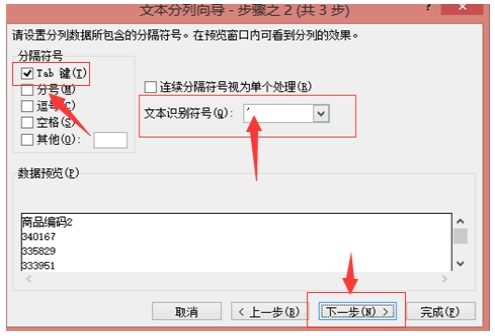 文本分列向导 - 步骤之 2 (共 3 步)
?
请设置分列数据所包含的分隔符号。在预览窗口内可看到分列的效果。
分隔符号
Tab 键(T)
分号(M)
逗号(C)
空格(S)
其他(O):
连续分隔符号视为单个处理(R)
文本识别符号(Q): '
数据预览(P)
商品编码2
340167
335829
333951
取消
< 上一步(B)
下一步(N) >
完成(F)